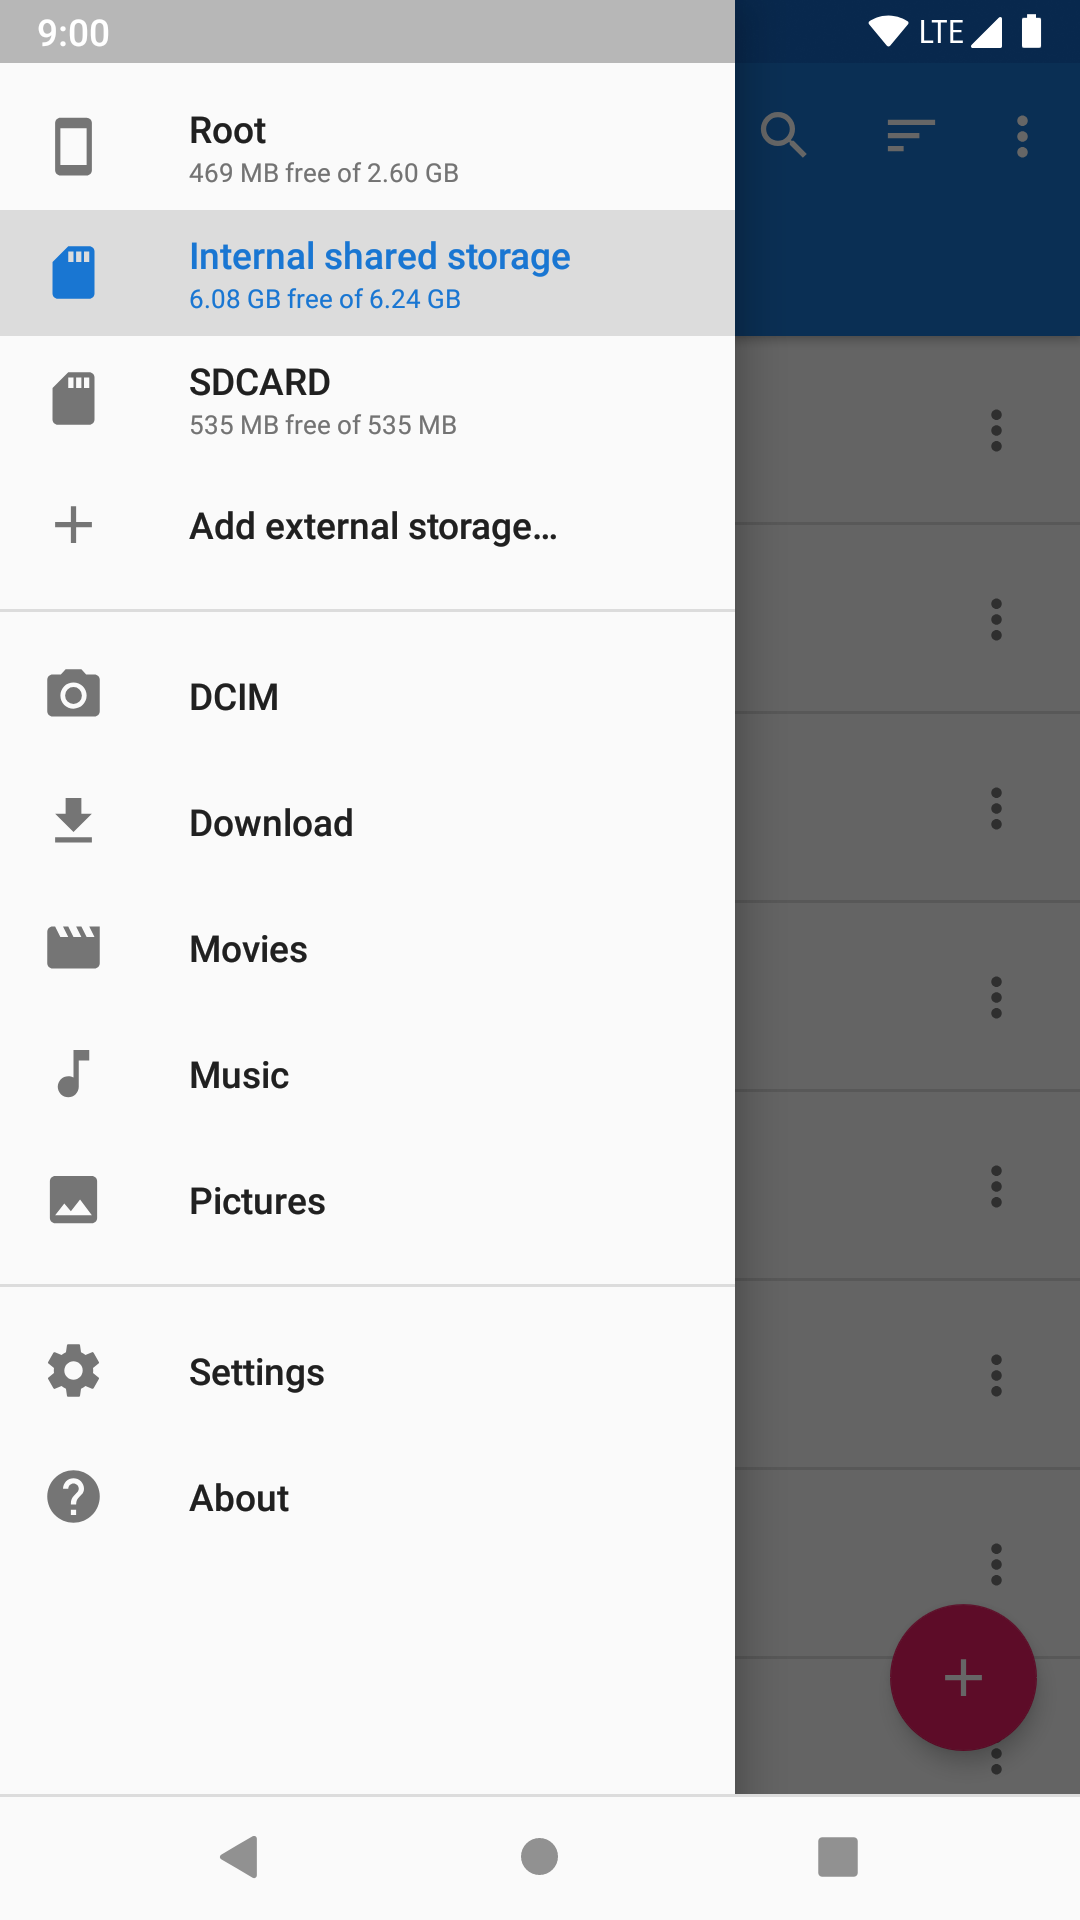 9:00
LTE
Root
469 MB free of 2.60 GB
Internal shared storage
6.08 GB free of 6.24 GB
SDCARD
535 MB free of 535 MB
Add external storage…
DCIM
Download
Movies
Music
Pictures
Settings
About